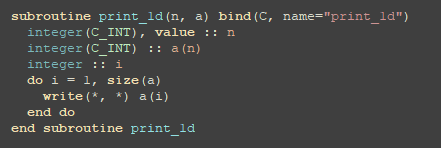 subroutine print_1d(n, a) bind(C, name="print_1d")
  integer(C_INT), value :: n
  integer(C_INT) :: a(n)
  integer :: i
  do i = 1, size(a)
    write(*, *) a(i)
  end do
end subroutine print_1d